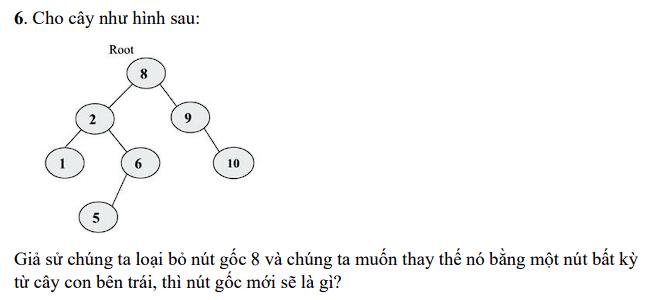 6. Cho cây như hình sau:
Root
8
2
9
1
6
10
5
Giả sử chúng ta loại bỏ nút gốc 8 và chúng ta muốn thay thế nó bằng một nút bất kỳ
từ cây con bên trái, thì nút gốc mới sẽ là gì?